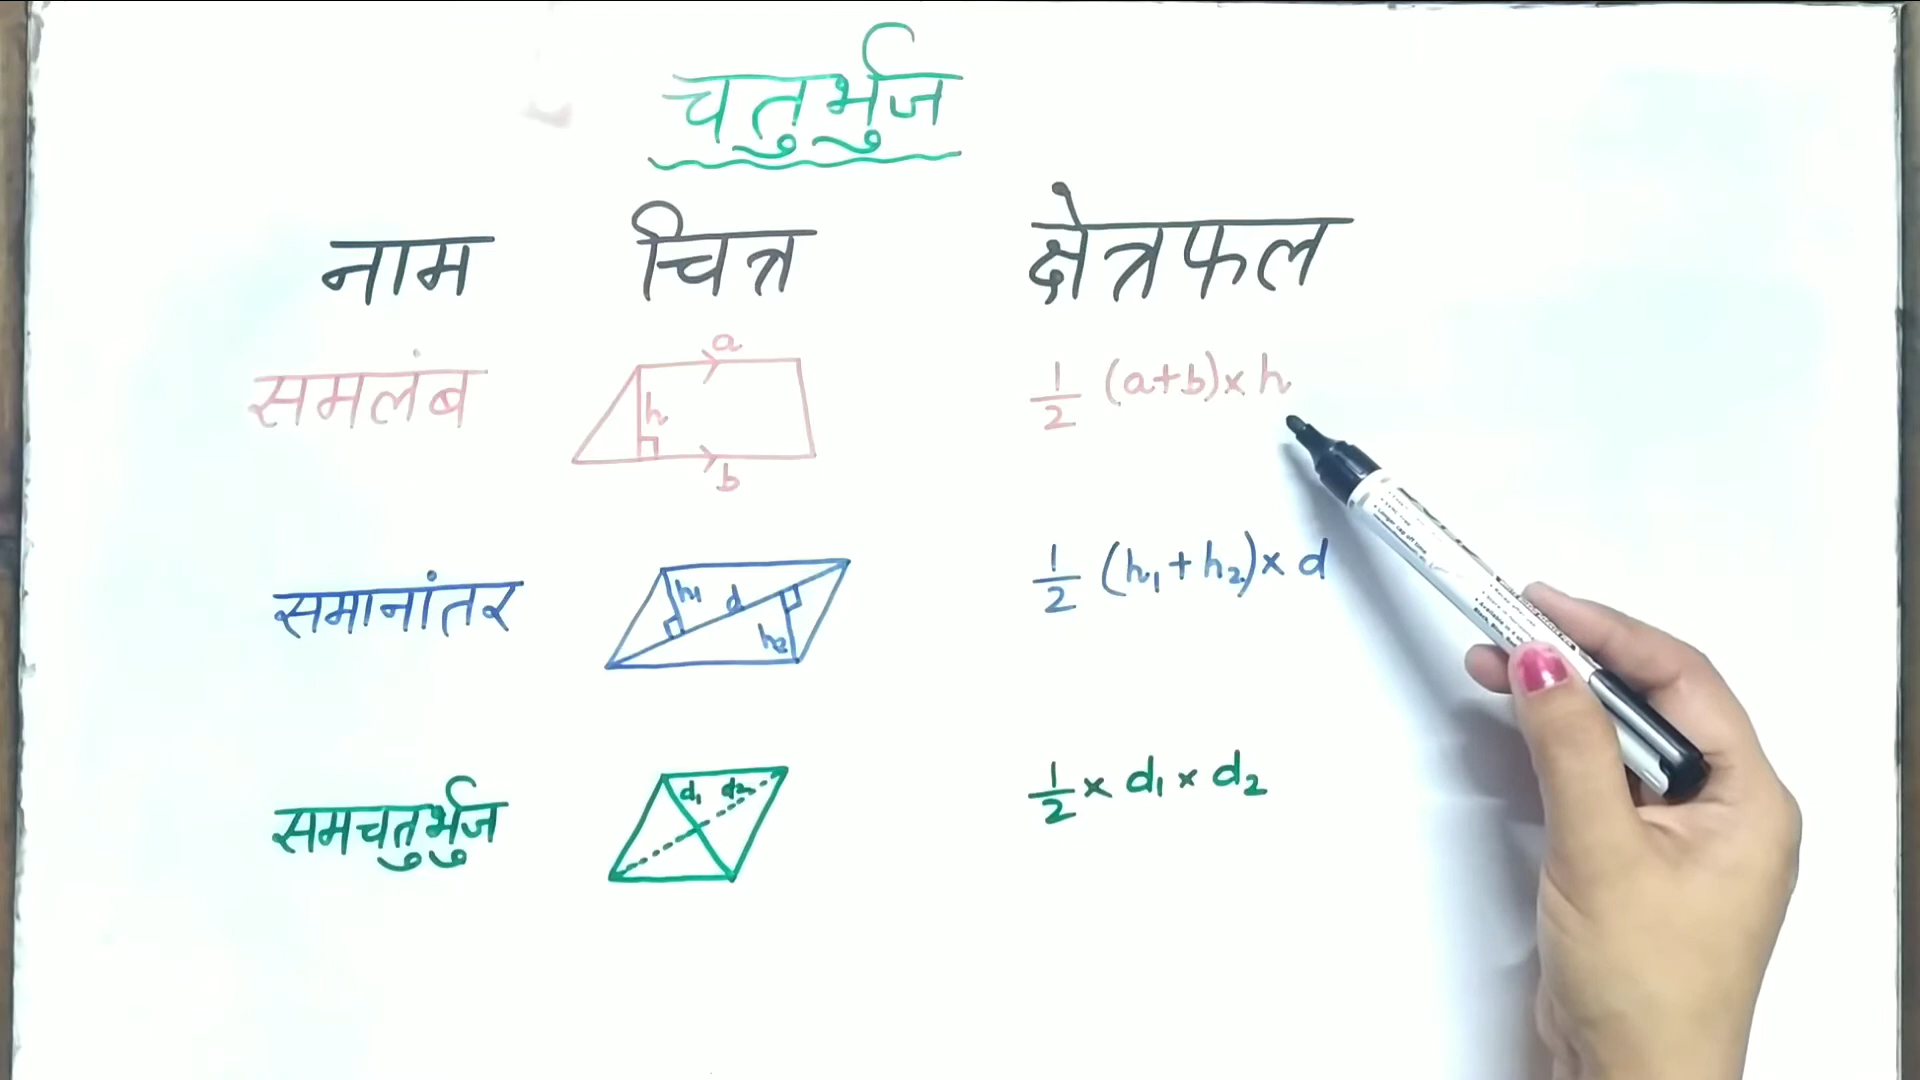 चतुर्भुज
नाम चित्र क्षेत्रफल
समलंब a h b 1/2 (a+b)× h
समानांतर h₁ d h₂ 1/2 (h₁+h₂)× d
समचतुर्भुज d₁ d₂ 1/2 × d₁ × d₂